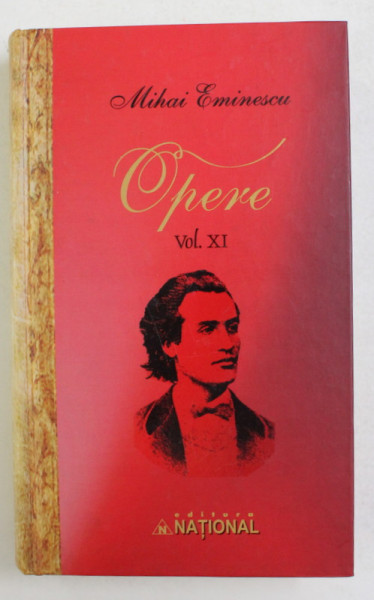 Mihai Eminescu
Opere
Vol. XI
editura
N NAȚIONAL